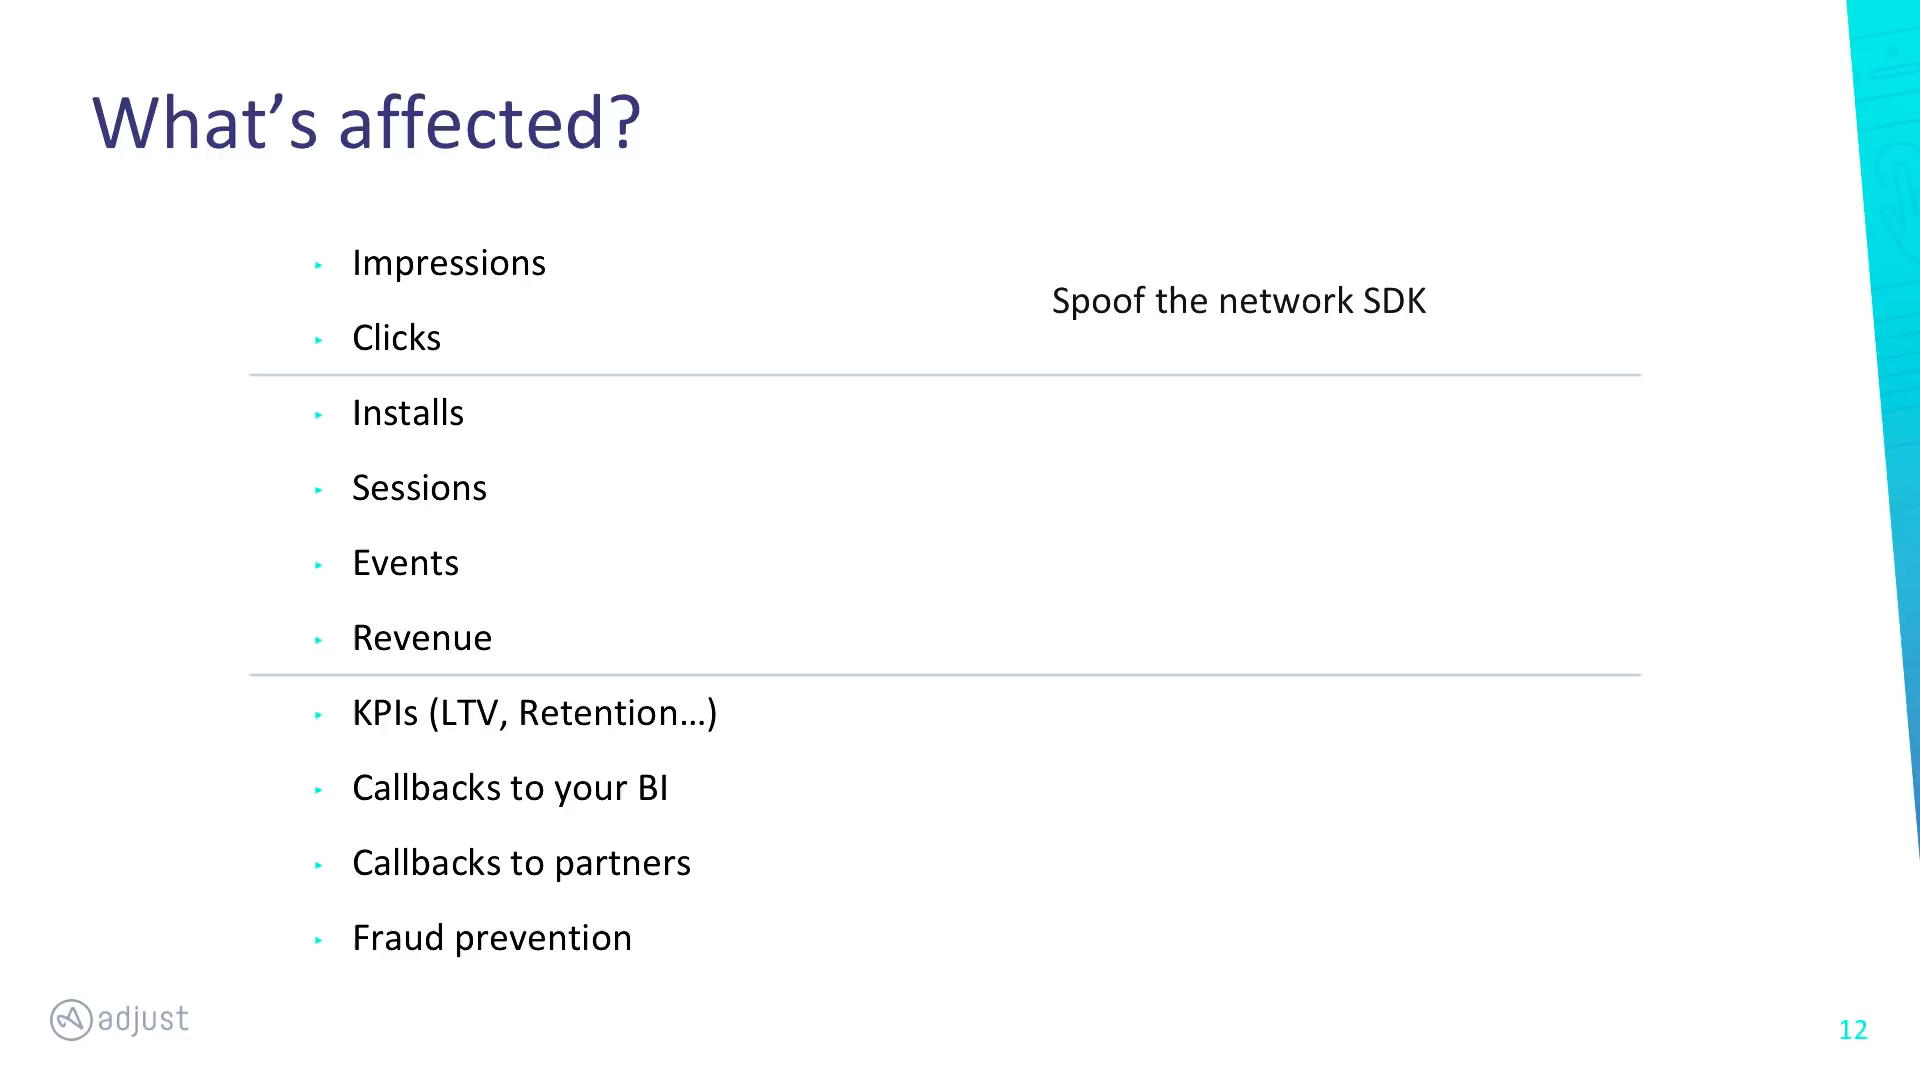 What’s affected?
‣ Impressions
‣ Clicks
Spoof the network SDK
‣ Installs
‣ Sessions
‣ Events
‣ Revenue
‣ KPIs (LTV, Retention…)
‣ Callbacks to your BI
‣ Callbacks to partners
‣ Fraud prevention
adjust
12